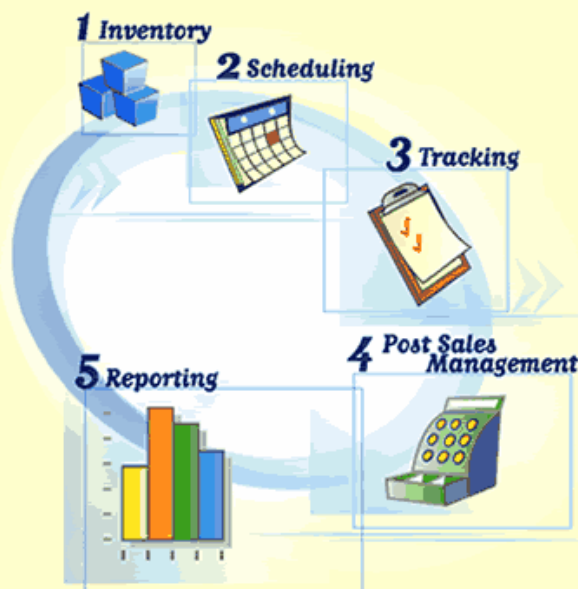 1 Inventory
2 Scheduling
3 Tracking
4 Post Sales
Management
5 Reporting